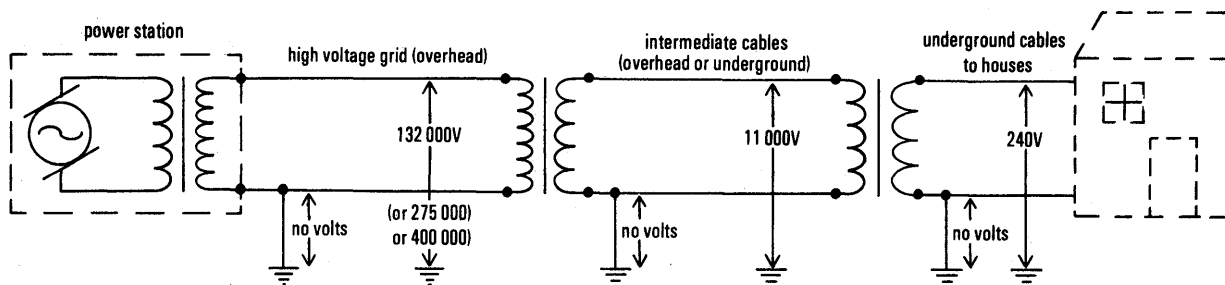 power station
high voltage grid (overhead)
intermediate cables
(overhead or underground)
underground cables
to houses
132 000V
11 000V
240V
(or 275 000)
or 400 000)
no volts
no volts
no volts